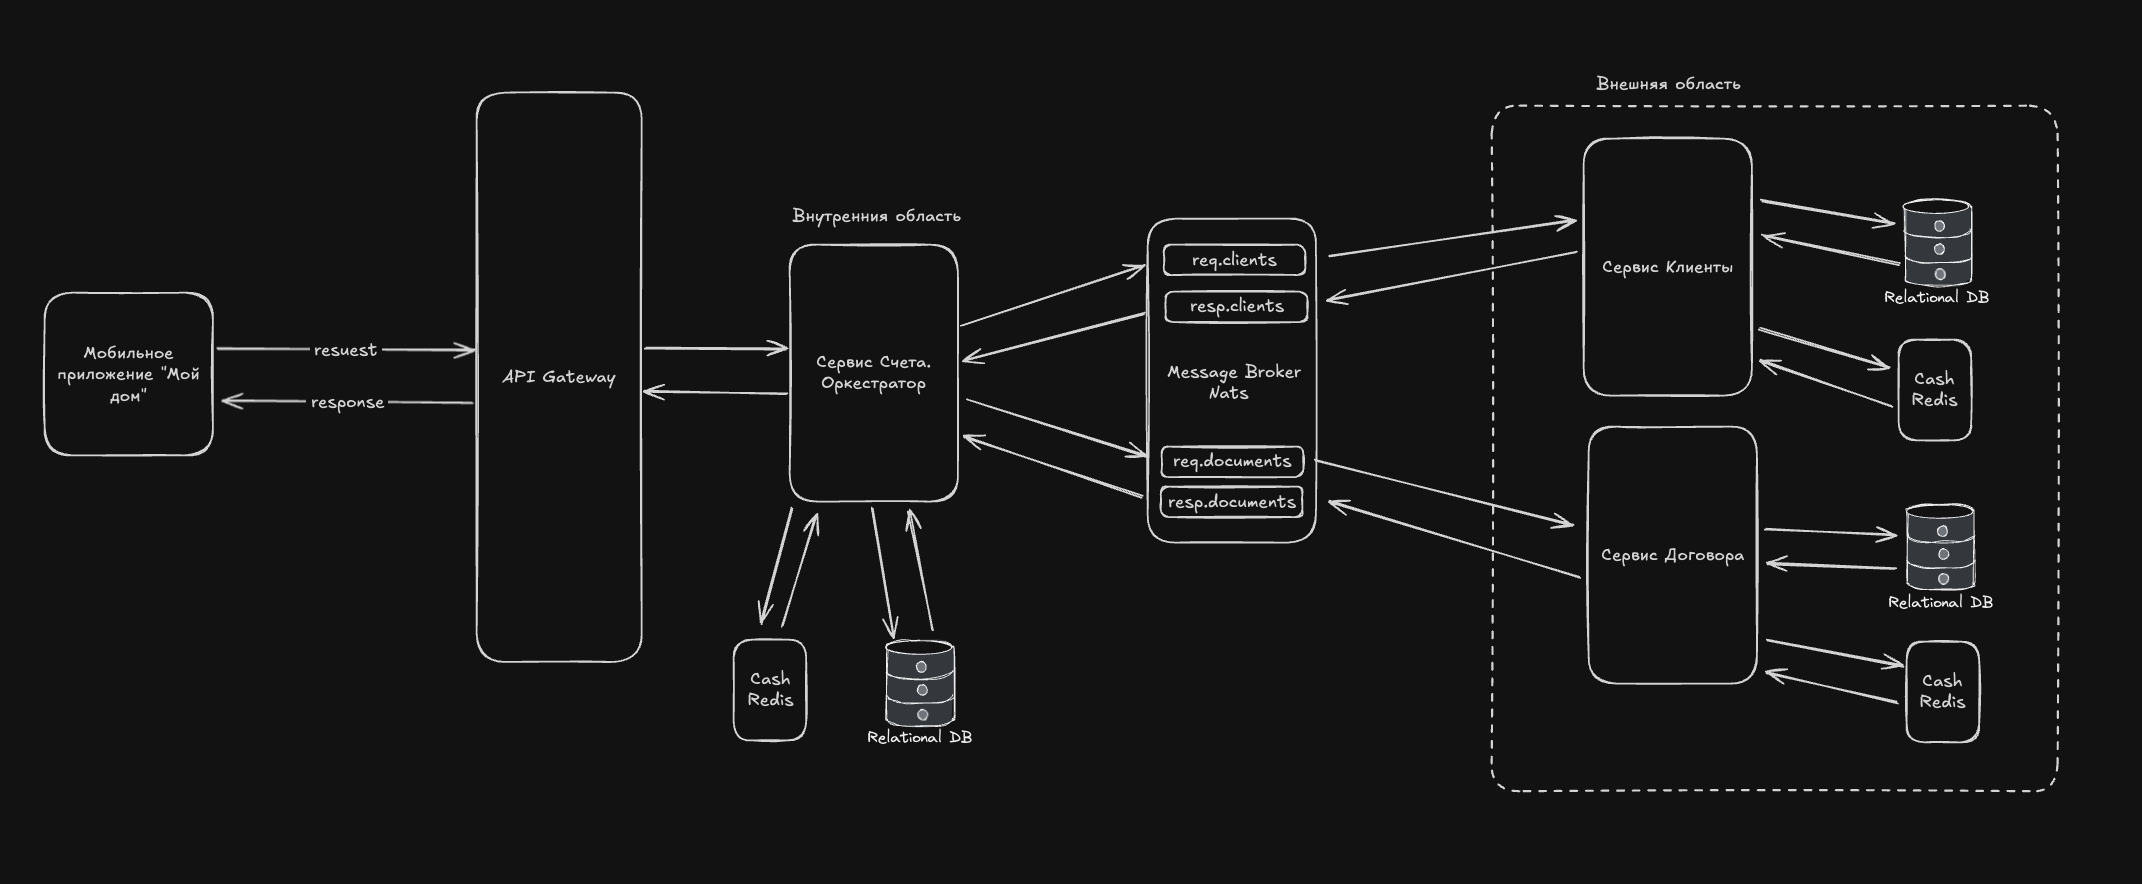 Внешняя область
Внутренния область
Мобильное
приложение "Мой
дом"
resuest
response
API Gateway
Сервис Счета.
Оркестратор
Cash
Redis
Relational DB
req.clients
resp.clients
Message Broker
Nats
req.documents
resp.documents
Сервис Клиенты
Relational DB
Cash
Redis
Сервис Договора
Relational DB
Cash
Redis